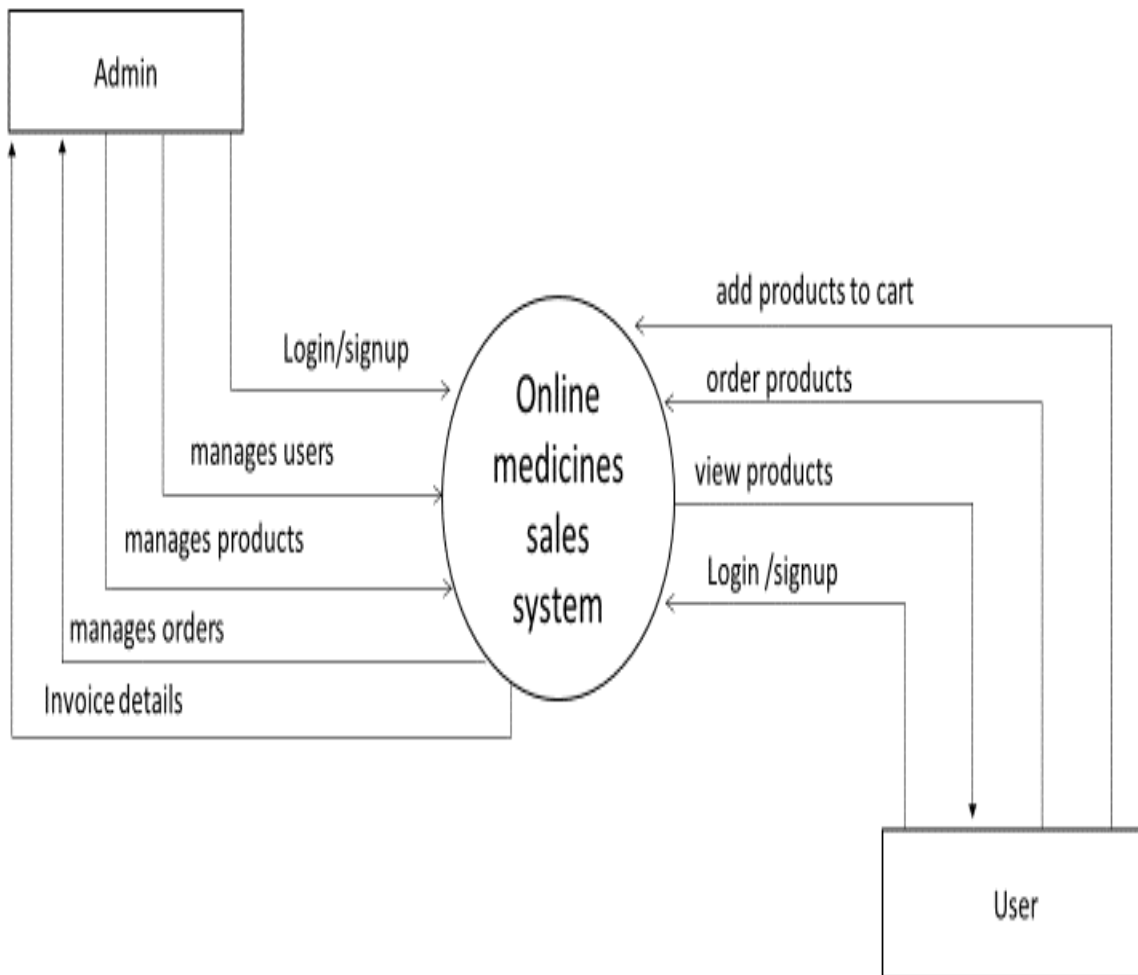 Admin
add products to cart
Login/signup
order products
Online
medicines
sales
system
manages users
view products
manages products
Login /signup
manages orders
Invoice details
User